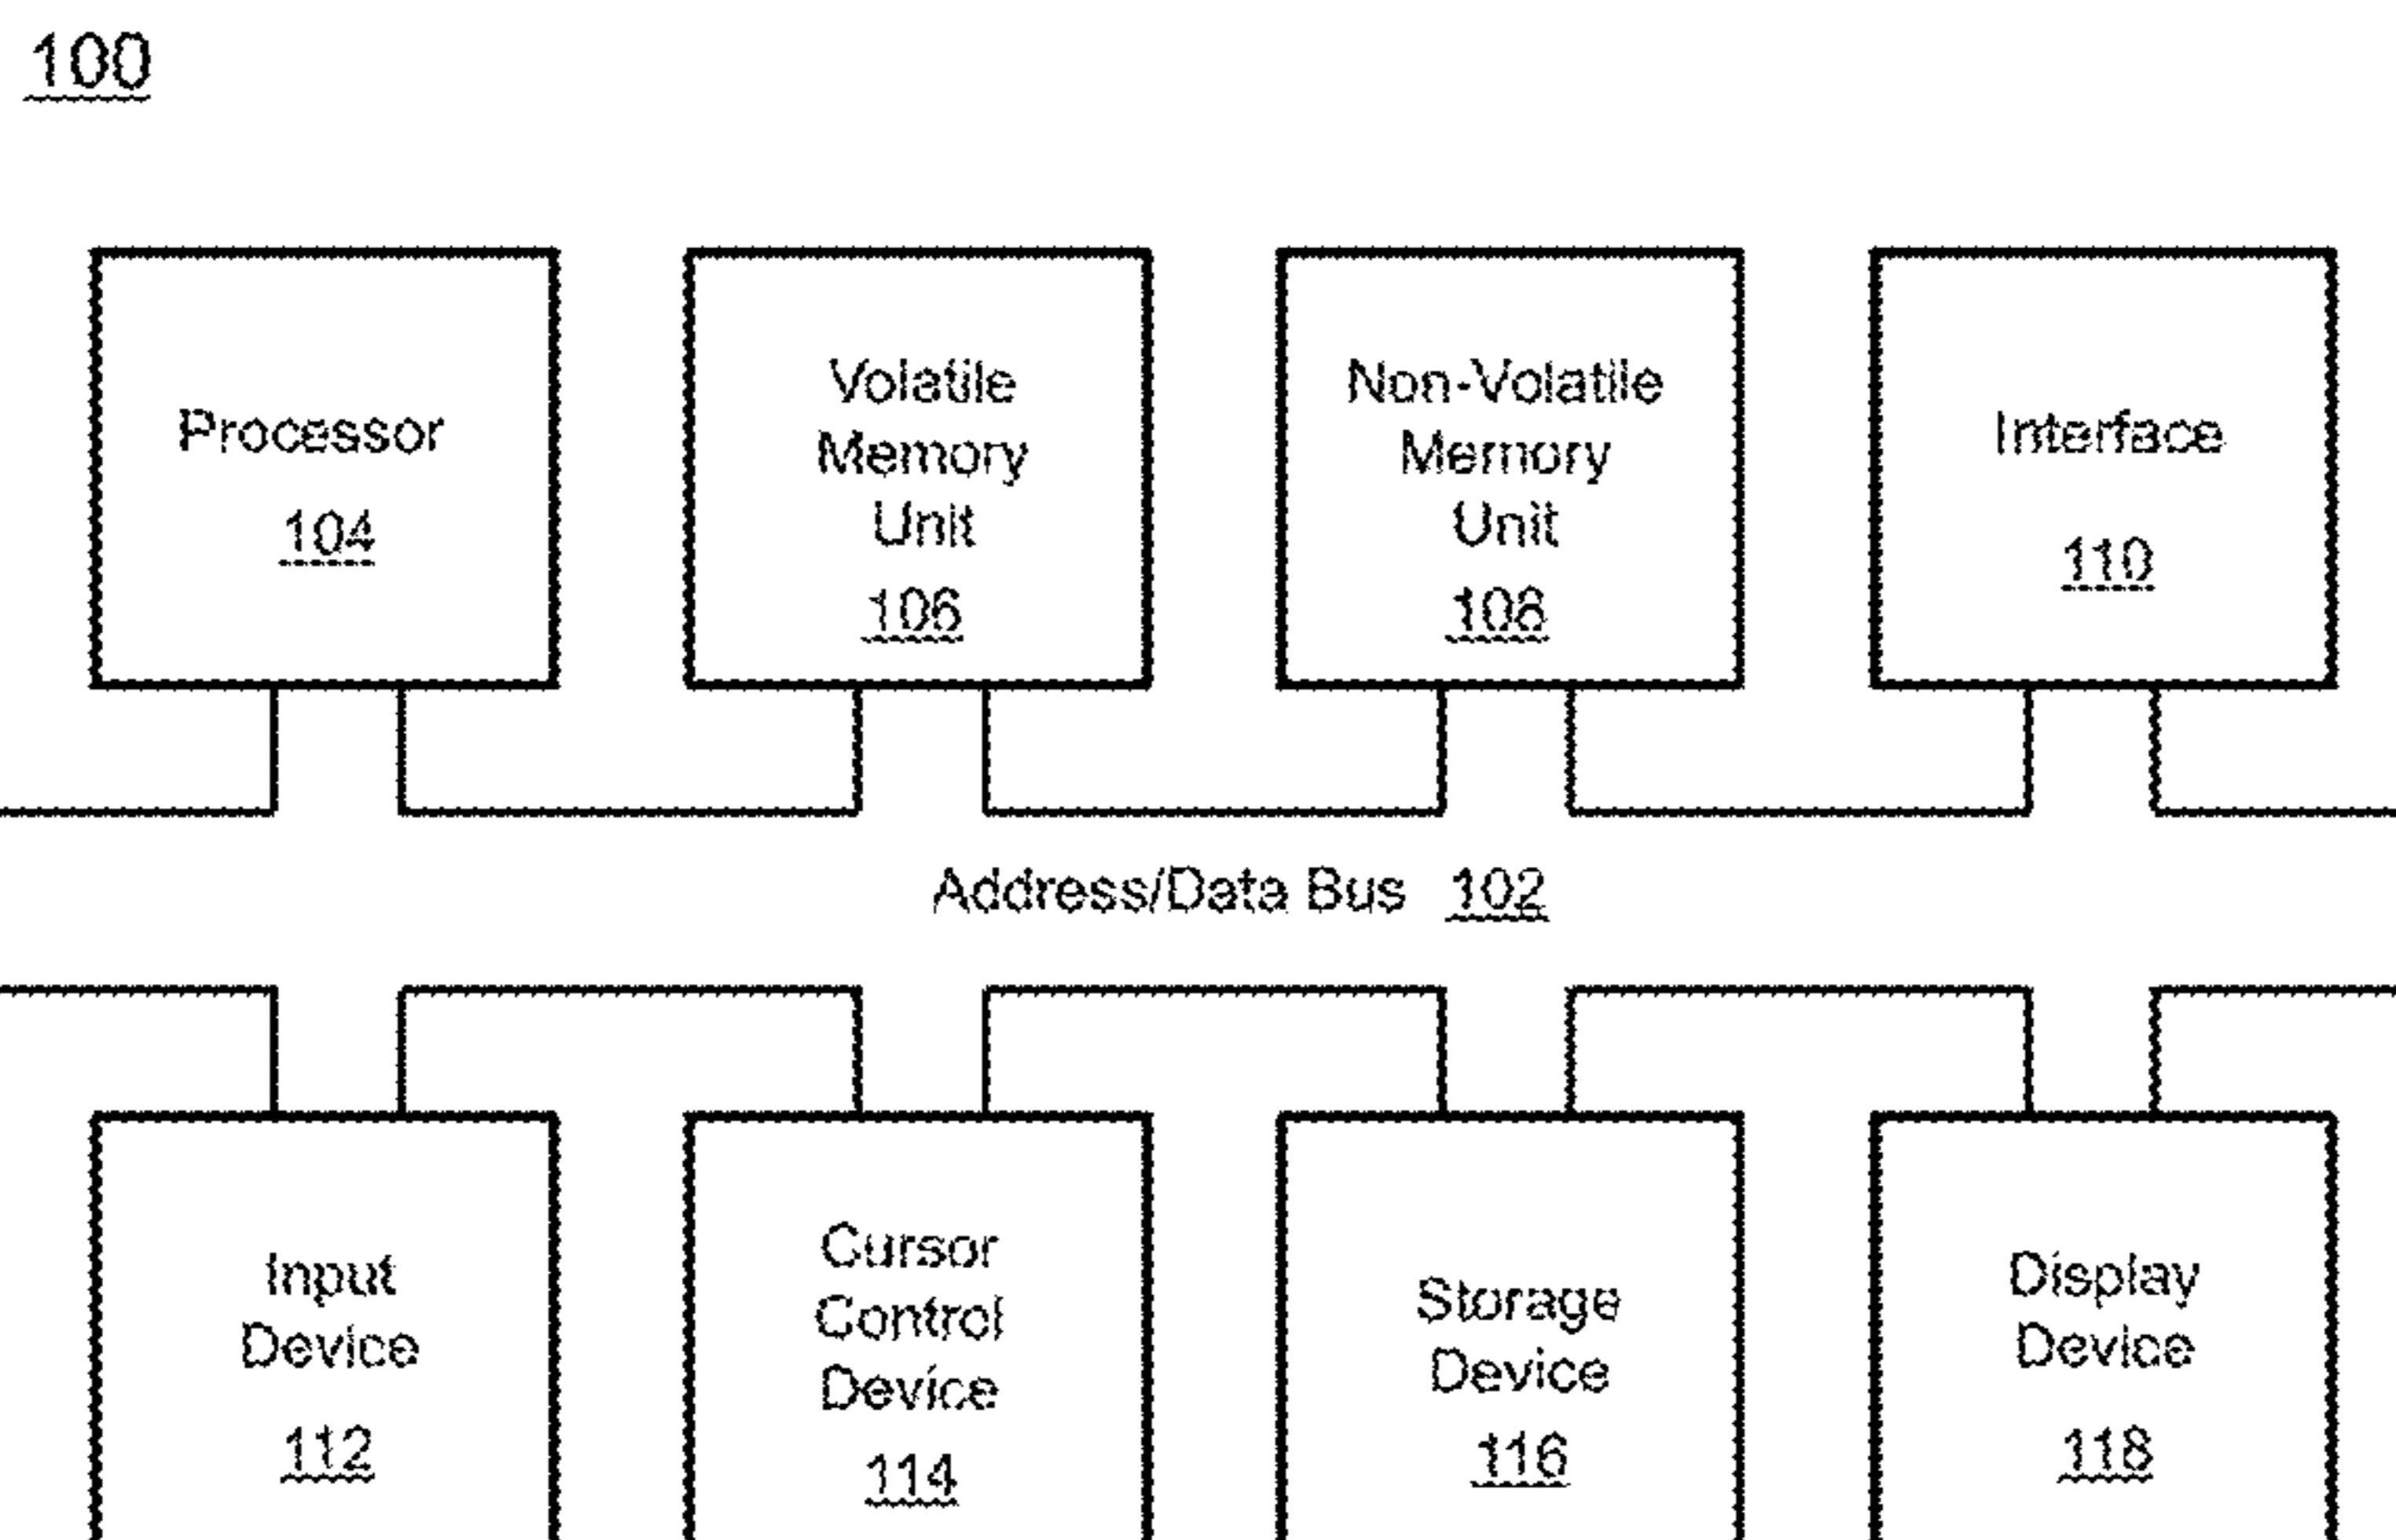 100
Processor
104
Volatile
Memory
Unit
106
Non-Volatile
Memory
Unit
108
Interface
110
Address/Data Bus 102
Input
Device
112
Cursor
Control
Device
114
Storage
Device
116
Display
Device
118